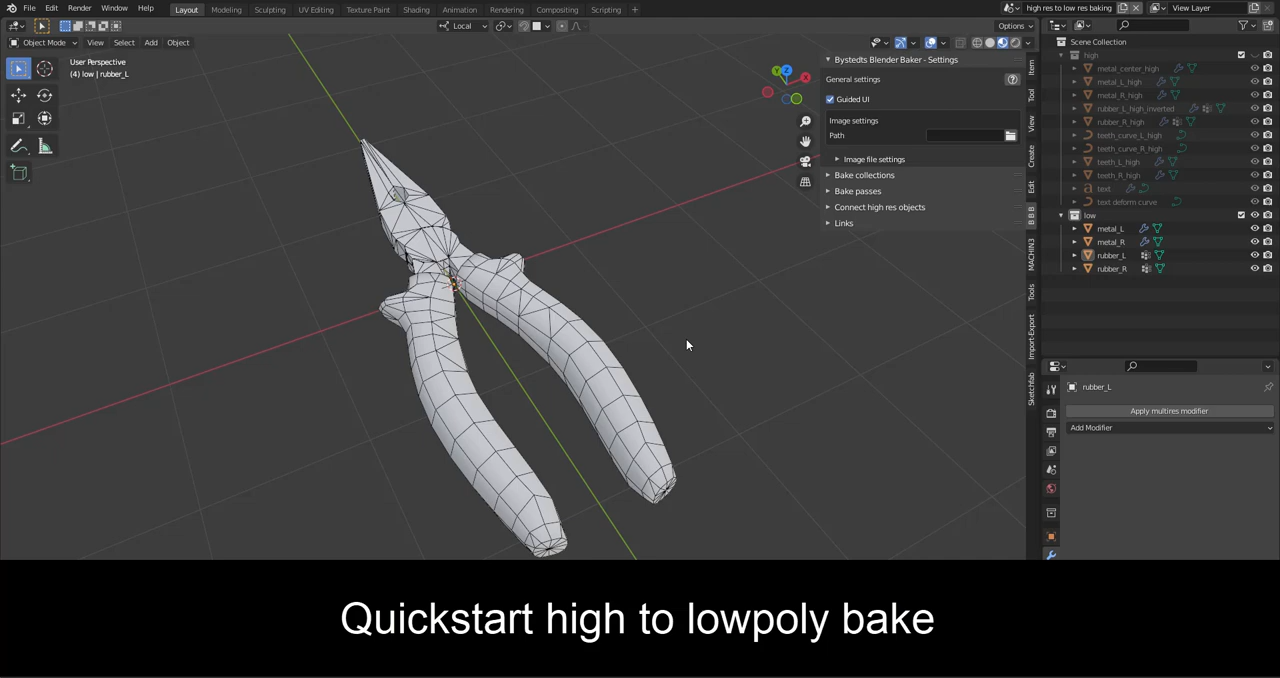 File Edit Render Window Help Layout Modeling Sculpting UV Editing Texture Paint Shading Animation Rendering Compositing Scripting + high res to low res baking View Layer
Local Options
Object Mode View Select Add Object
User Perspective
(4) low | rubber_L
Bystedts Blender Baker - Settings
General settings
Guided UI
Image settings
Path
Image file settings
Bake collections
Bake passes
Connect high res objects
Links
Item
Tool
View
Create
Edit
B B B
MACHIN3
Tools
Import-Export
Sketchfab
Scene Collection
high
metal_center_high
metal_L_high
metal_R_high
rubber_L_high_inverted
rubber_R_high
teeth_curve_L_high
teeth_curve_R_high
teeth_L_high
teeth_R_high
text
text deform curve
low
metal_L
metal_R
rubber_L
rubber_R
rubber_L
Apply multires modifier
Add Modifier
Quickstart high to lowpoly bake